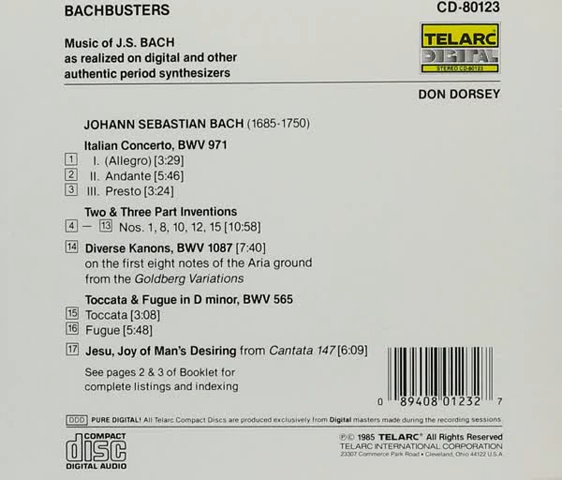 BACHBUSTERS
CD-80123
Music of J.S. BACH
as realized on digital and other
authentic period synthesizers
TELARC
DIGITAL
STEREO CD-80123
DON DORSEY
JOHANN SEBASTIAN BACH (1685-1750)
Italian Concerto, BWV 971
1 I. (Allegro) [3:29]
2 II. Andante [5:46]
3 III. Presto [3:24]
Two & Three Part Inventions
4 – 13 Nos. 1, 8, 10, 12, 15 [10:58]
14 Diverse Kanons, BWV 1087 [7:40]
on the first eight notes of the Aria ground
from the Goldberg Variations
Toccata & Fugue in D minor, BWV 565
15 Toccata [3:08]
16 Fugue [5:48]
17 Jesu, Joy of Man's Desiring from Cantata 147 [6:09]
See pages 2 & 3 of Booklet for
complete listings and indexing
0 89408 01232 7
DDD PURE DIGITAL! All Telarc Compact Discs are produced exclusively from Digital masters made during the recording sessions.
COMPACT
disc
DIGITAL AUDIO
℗© 1985 TELARC® All Rights Reserved
TELARC INTERNATIONAL CORPORATION
23307 Commerce Park Road • Cleveland, Ohio 44122 U.S.A.